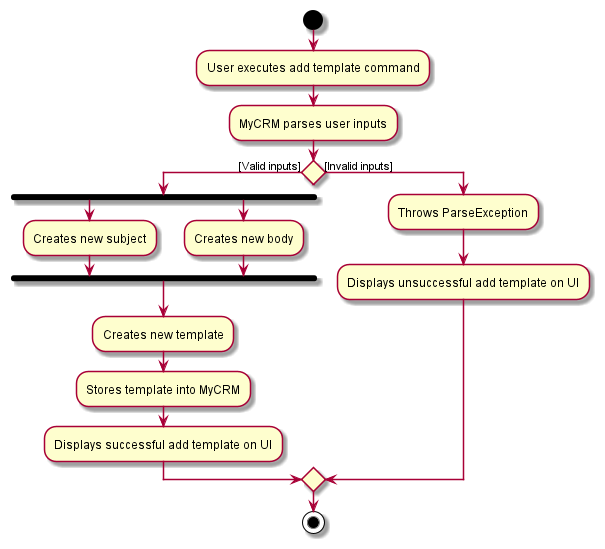 User executes add template command
MyCRM parses user inputs
[Valid inputs]
[Invalid inputs]
Creates new subject
Creates new body
Throws ParseException
Displays unsuccessful add template on UI
Creates new template
Stores template into MyCRM
Displays successful add template on UI